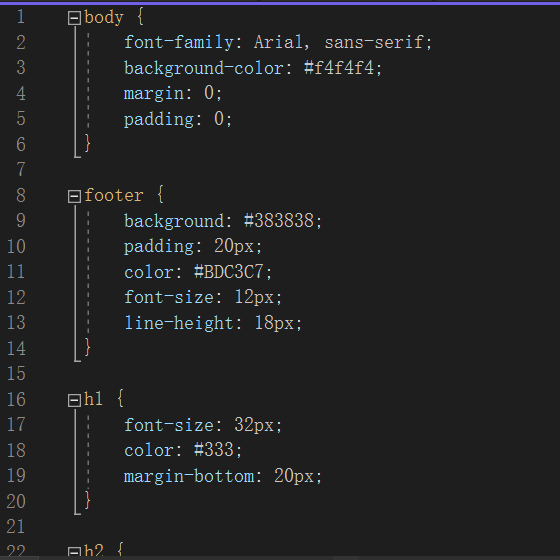 1 body {
2 font-family: Arial, sans-serif;
3 background-color: #f4f4f4;
4 margin: 0;
5 padding: 0;
6 }
7
8 footer {
9 background: #383838;
10 padding: 20px;
11 color: #BDC3C7;
12 font-size: 12px;
13 line-height: 18px;
14 }
15
16 h1 {
17 font-size: 32px;
18 color: #333;
19 margin-bottom: 20px;
20 }
21
22 h2 {